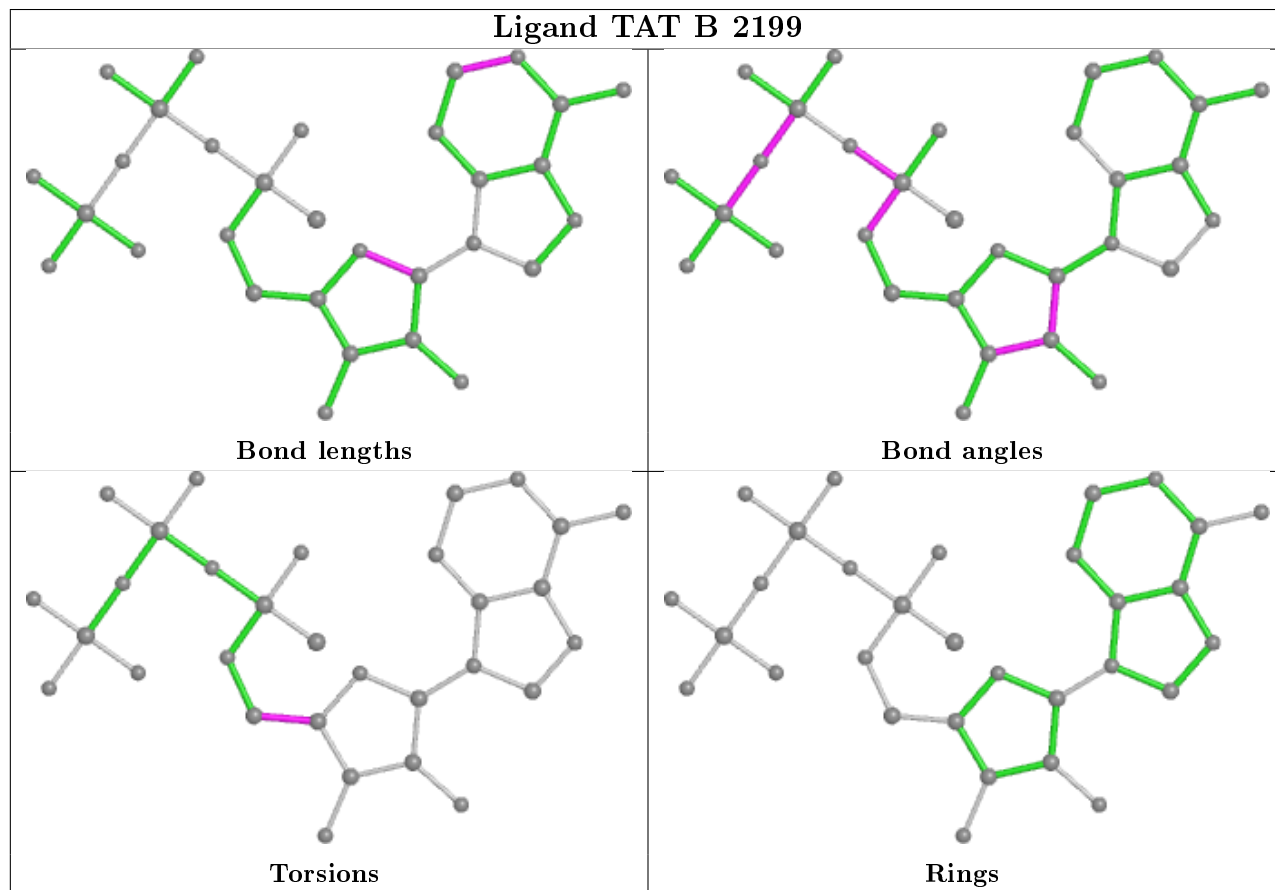 Ligand TAT B 2199
Bond lengths
Bond angles
Torsions
Rings